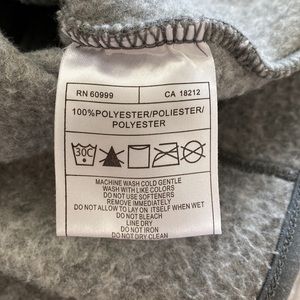 RN 60999 CA 18212
100%POLYESTER/POLIESTER/
POLYESTER
30C
MACHINE WASH COLD GENTLE
WASH WITH LIKE COLORS
DO NOT USE SOFTENERS
REMOVE IMMEDIATELY
DO NOT ALLOW TO LAY ON ITSELF WHEN WET
DO NOT BLEACH
LINE DRY
DO NOT IRON
DO NOT DRY CLEAN